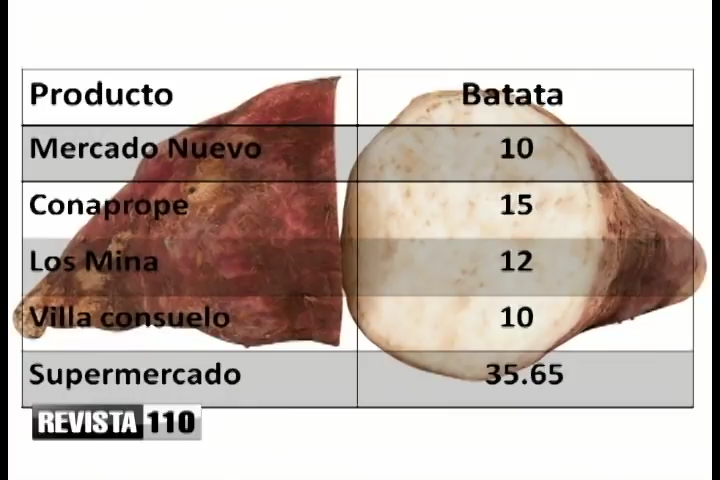 Producto Batata
Mercado Nuevo 10
Conaprope 15
Los Mina 12
Villa consuelo 10
Supermercado 35.65
REVISTA 110